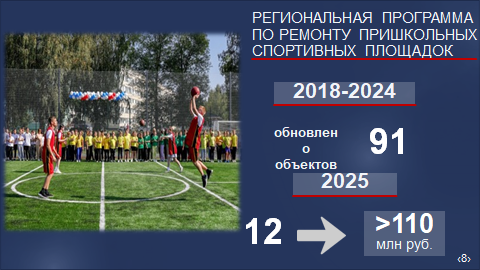 РЕГИОНАЛЬНАЯ ПРОГРАММА
ПО РЕМОНТУ ПРИШКОЛЬНЫХ
СПОРТИВНЫХ ПЛОЩАДОК
2018-2024
обновлен
о
объектов
91
2025
12
>110
млн руб.
‹8›